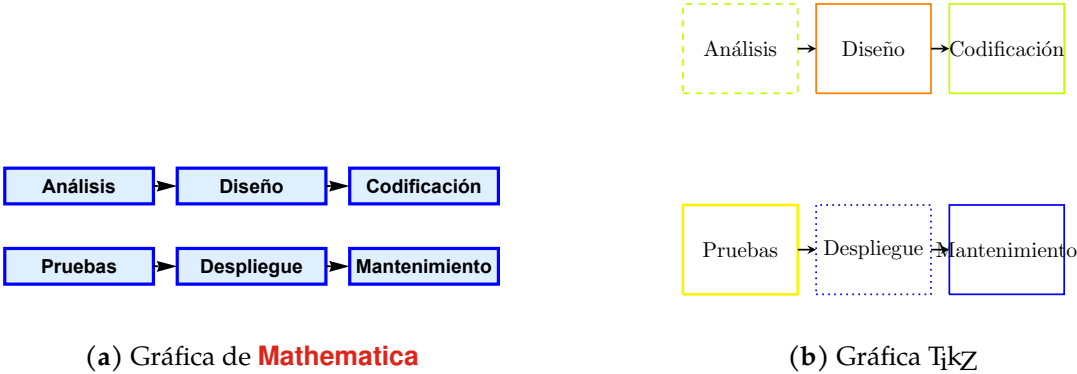 Análisis
Diseño
Codificación
Pruebas
Despliegue
Mantenimiento
(a) Gráfica de Mathematica
Análisis
Diseño
Codificación
Pruebas
Despliegue
Mantenimiento
(b) Gráfica TikZ